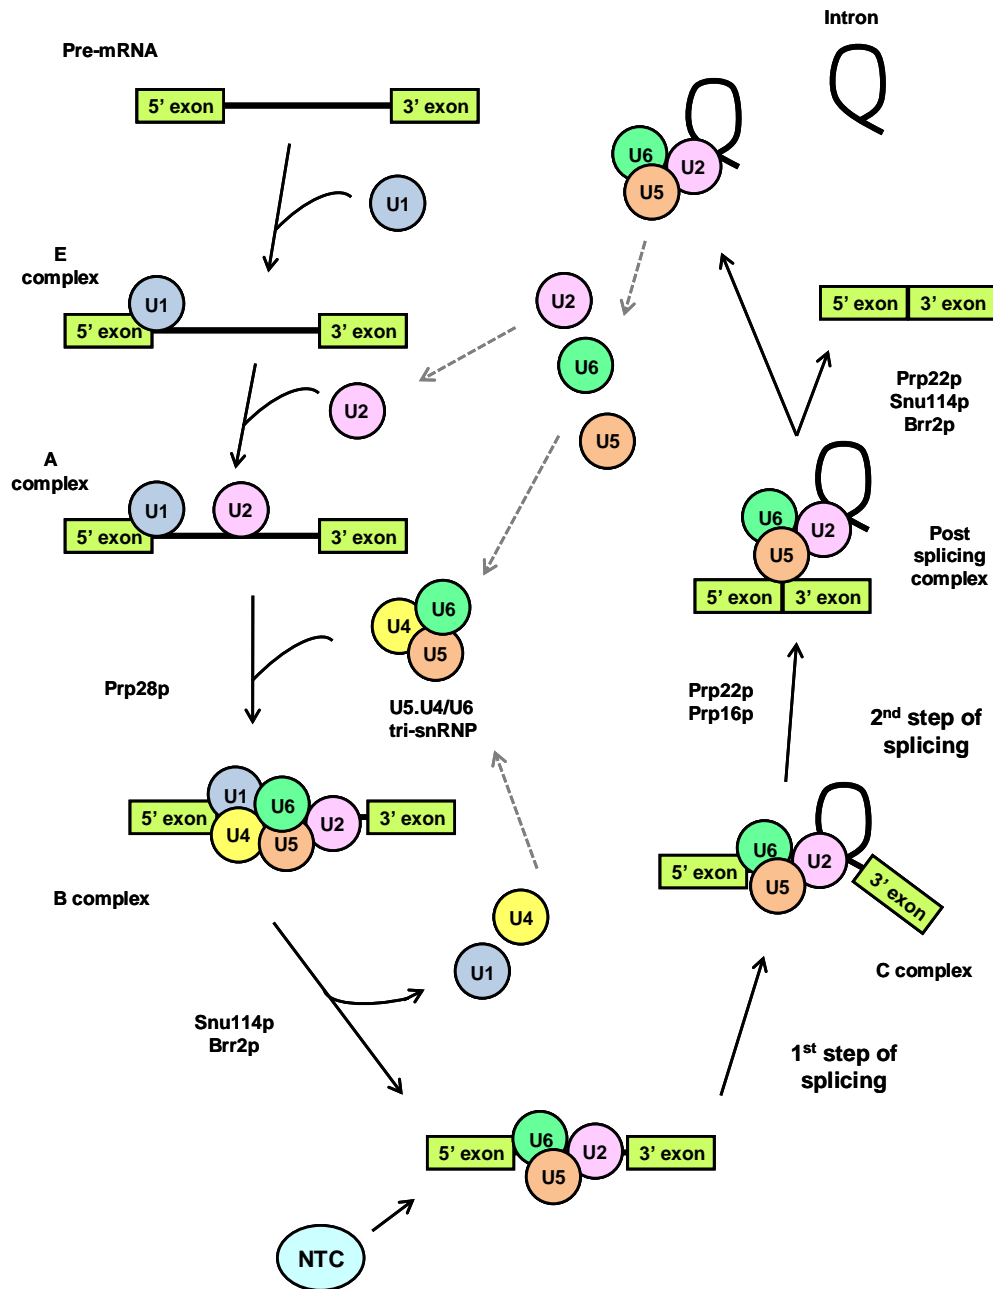 Intron
Pre-mRNA
5’ exon
3’ exon
U1
U6
U2
U5
E
complex
U1
5’ exon
3’ exon
U2
U6
U5
5’ exon
3’ exon
Prp22p
Snu114p
Brr2p
U2
A
complex
U1
U2
5’ exon
3’ exon
U6
U2
U5
5’ exon
3’ exon
Post
splicing
complex
U6
U4
U5
U5.U4/U6
tri-snRNP
Prp28p
Prp22p
Prp16p
2nd step of
splicing
U1
U6
U4
U5
U2
5’ exon
3’ exon
B complex
U6
U2
U5
5’ exon
3’ exon
C complex
U4
U1
Snu114p
Brr2p
1st step of
splicing
5’ exon
U6
U5
U2
3’ exon
NTC